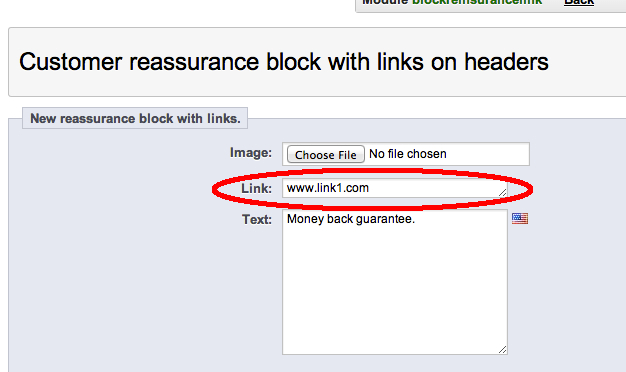 Module blockreinsurancelink Back
Customer reassurance block with links on headers
New reassurance block with links.
Image: Choose File No file chosen
Link: www.link1.com
Text: Money back guarantee.